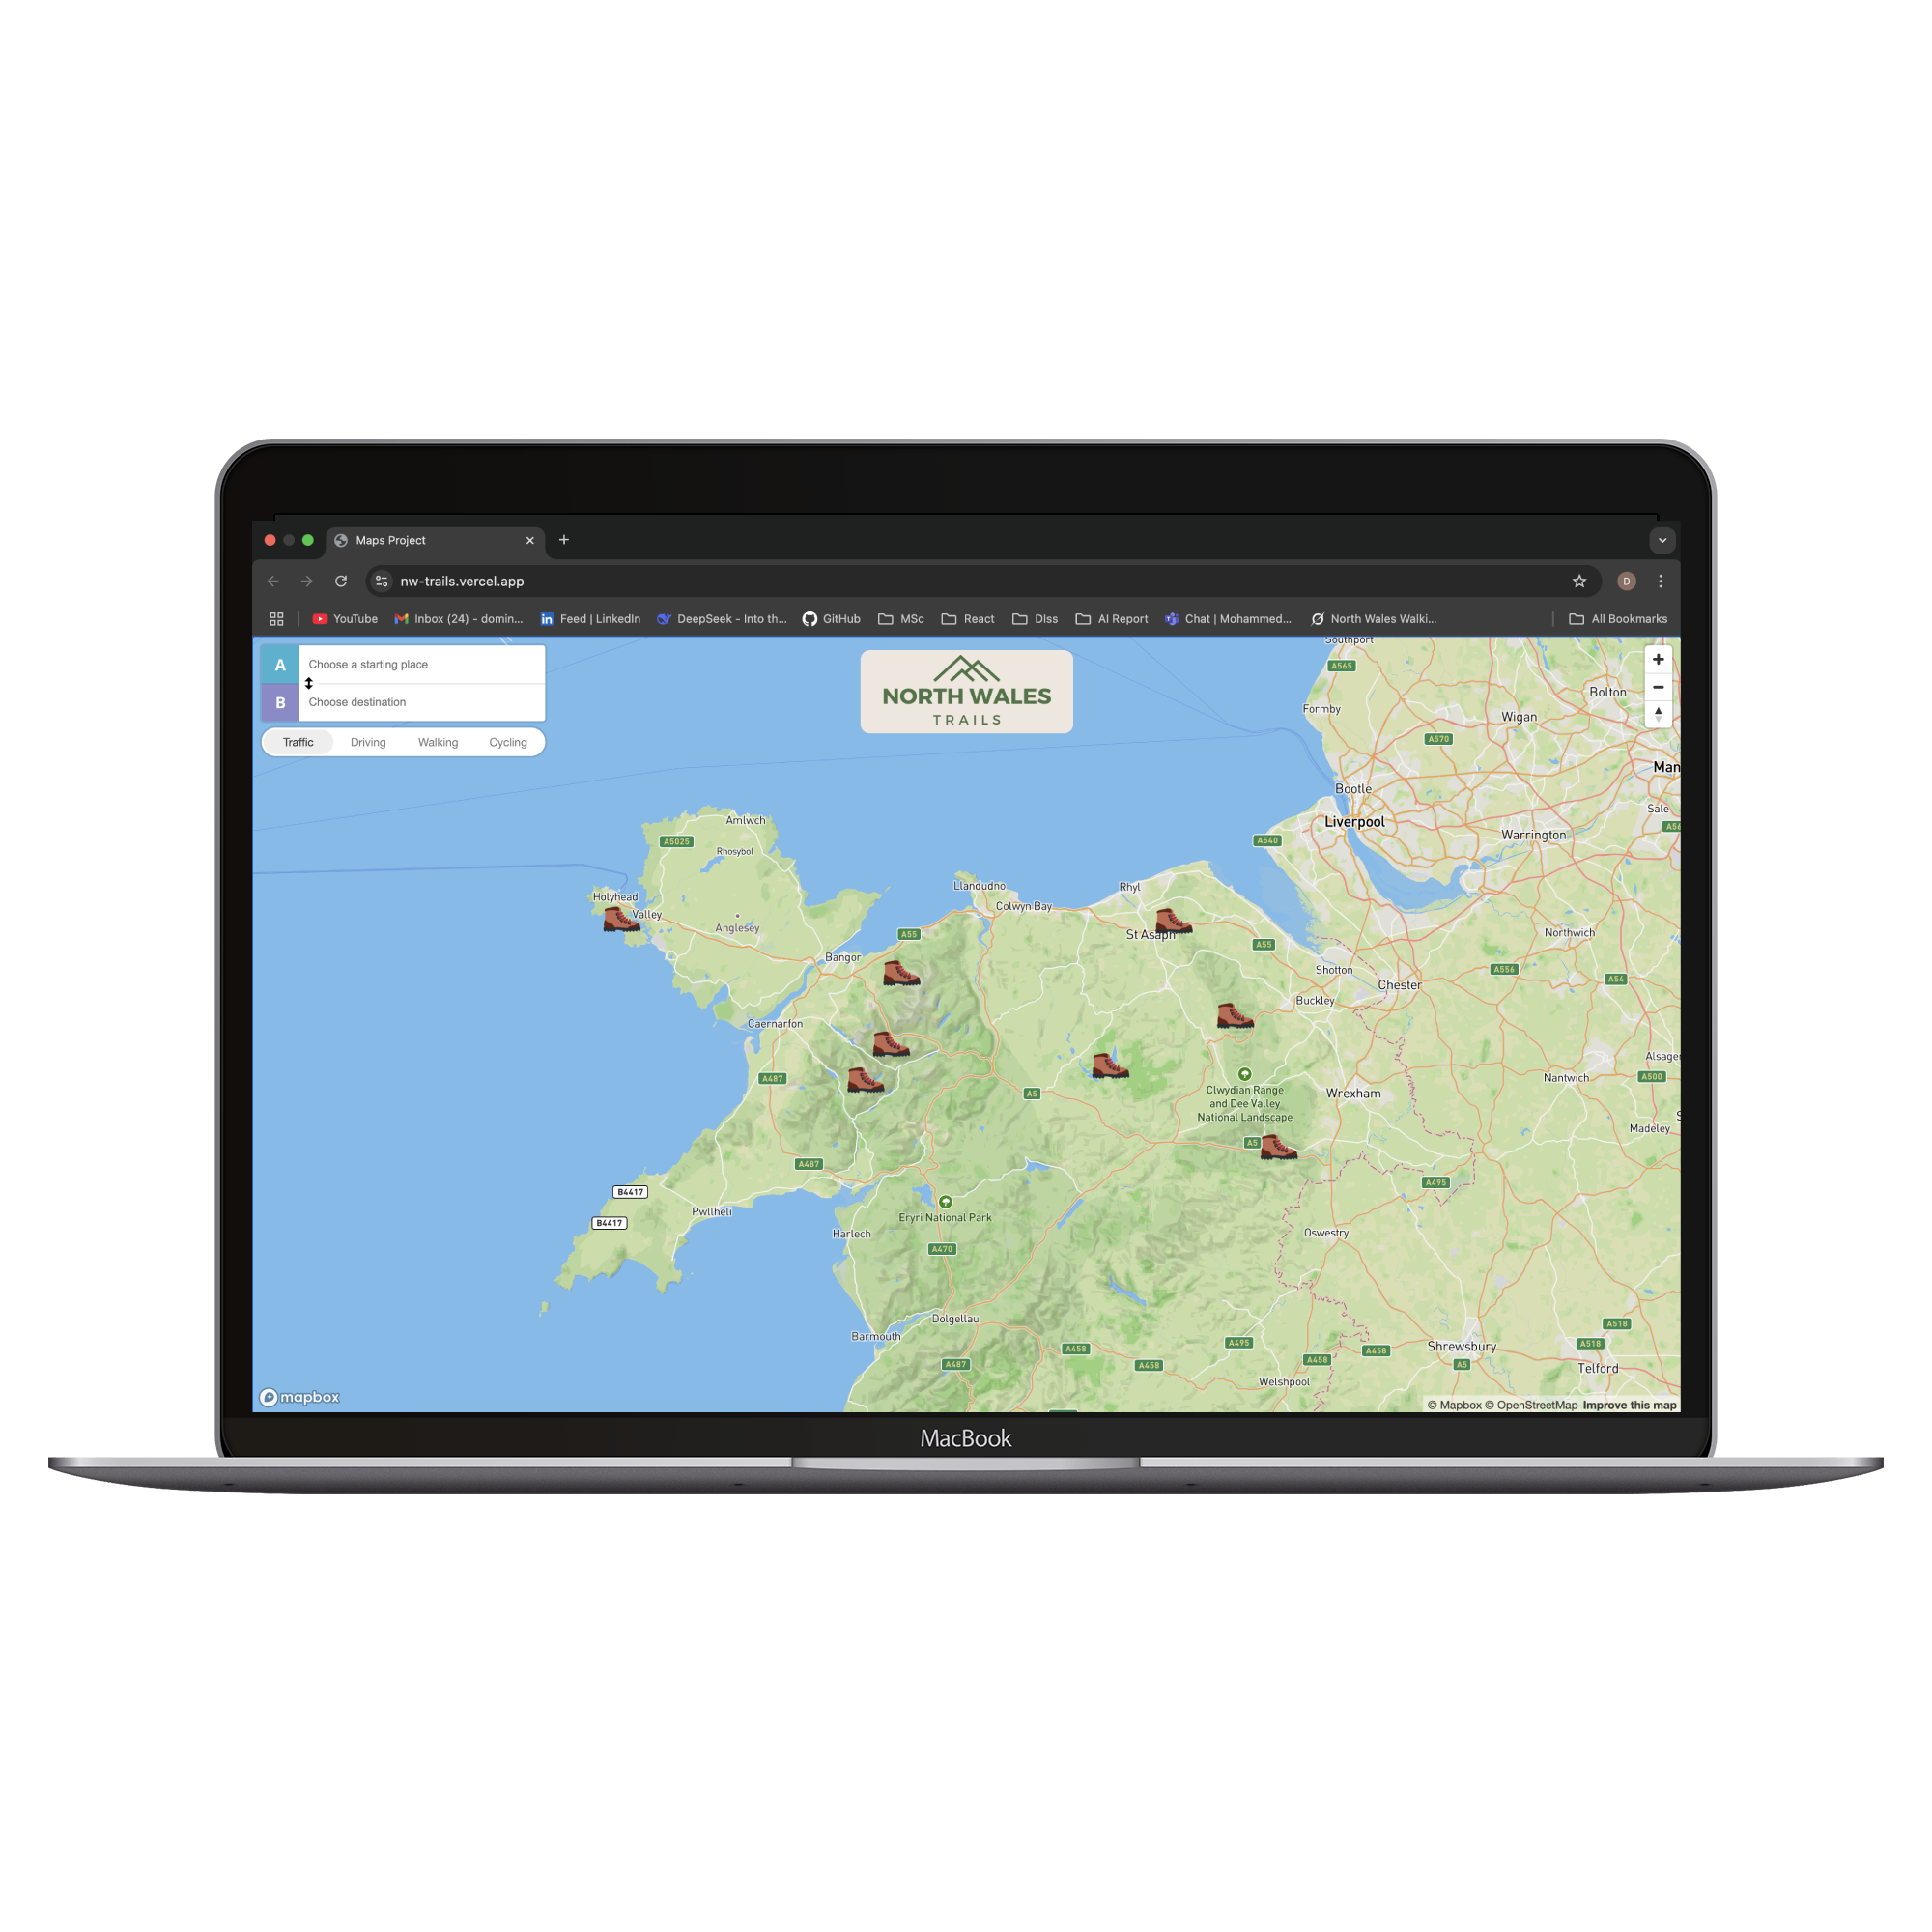 Maps Project
nw-trails.vercel.app
D
YouTube
Inbox (24) - domin...
Feed | LinkedIn
DeepSeek - Into th...
GitHub
MSc
React
DIss
AI Report
Chat | Mohammed...
North Wales Walki...
All Bookmarks
A Choose a starting place
B Choose destination
Traffic Driving Walking Cycling
NORTH WALES
TRAILS
Southport
A565
Bolton
Formby
Wigan
A570
Man
Bootle
Sale
Liverpool
A56
Warrington
Amlwch
A5025
A540
Rhosybol
Llandudno
Rhyl
Holyhead
Colwyn Bay
Valley
Anglesey
A55
St Asaph
A55
Northwich
Bangor
Shotton
A556
A54
Chester
Buckley
Caernarfon
Alsager
A487
A5
Nantwich
A500
Clwydian Range
and Dee Valley
National Landscape
Wrexham
Madeley
A5
A487
A495
B4417
Pwllheli
Eryri National Park
B4417
Harlech
Oswestry
A470
Dolgellau
A518
Barmouth
A495
A518
A458
A458
Shrewsbury
A487
A458
A458
A5
Telford
Welshpool
mapbox
© Mapbox © OpenStreetMap Improve this map
MacBook